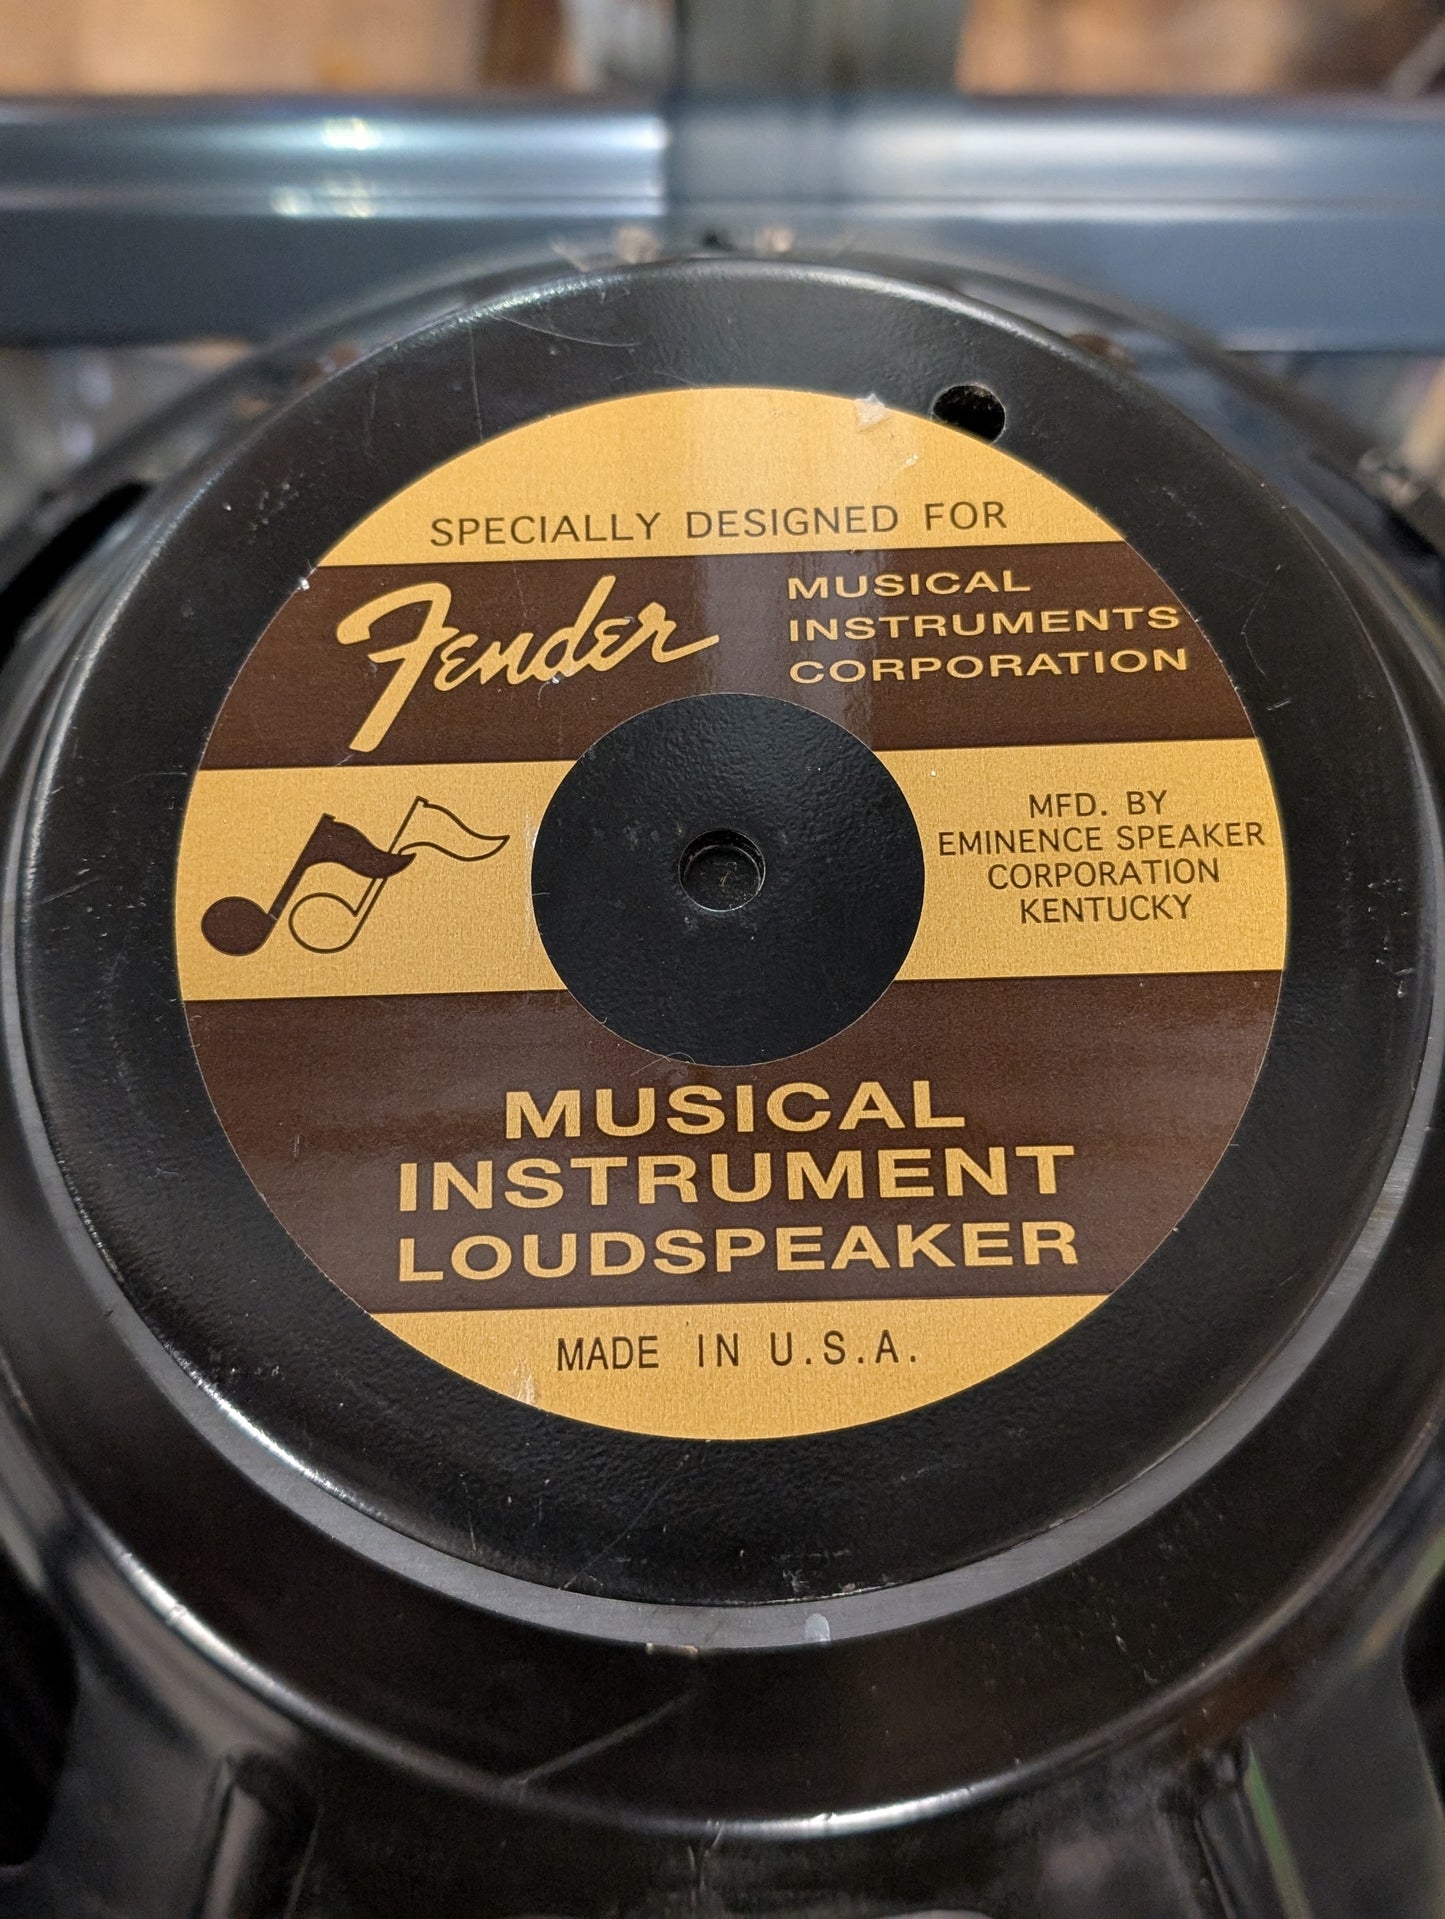 SPECIALLY DESIGNED FOR
Fender
MUSICAL
INSTRUMENTS
CORPORATION
MFD. BY
EMINENCE SPEAKER
CORPORATION
KENTUCKY
MUSICAL
INSTRUMENT
LOUDSPEAKER
MADE IN U.S.A.